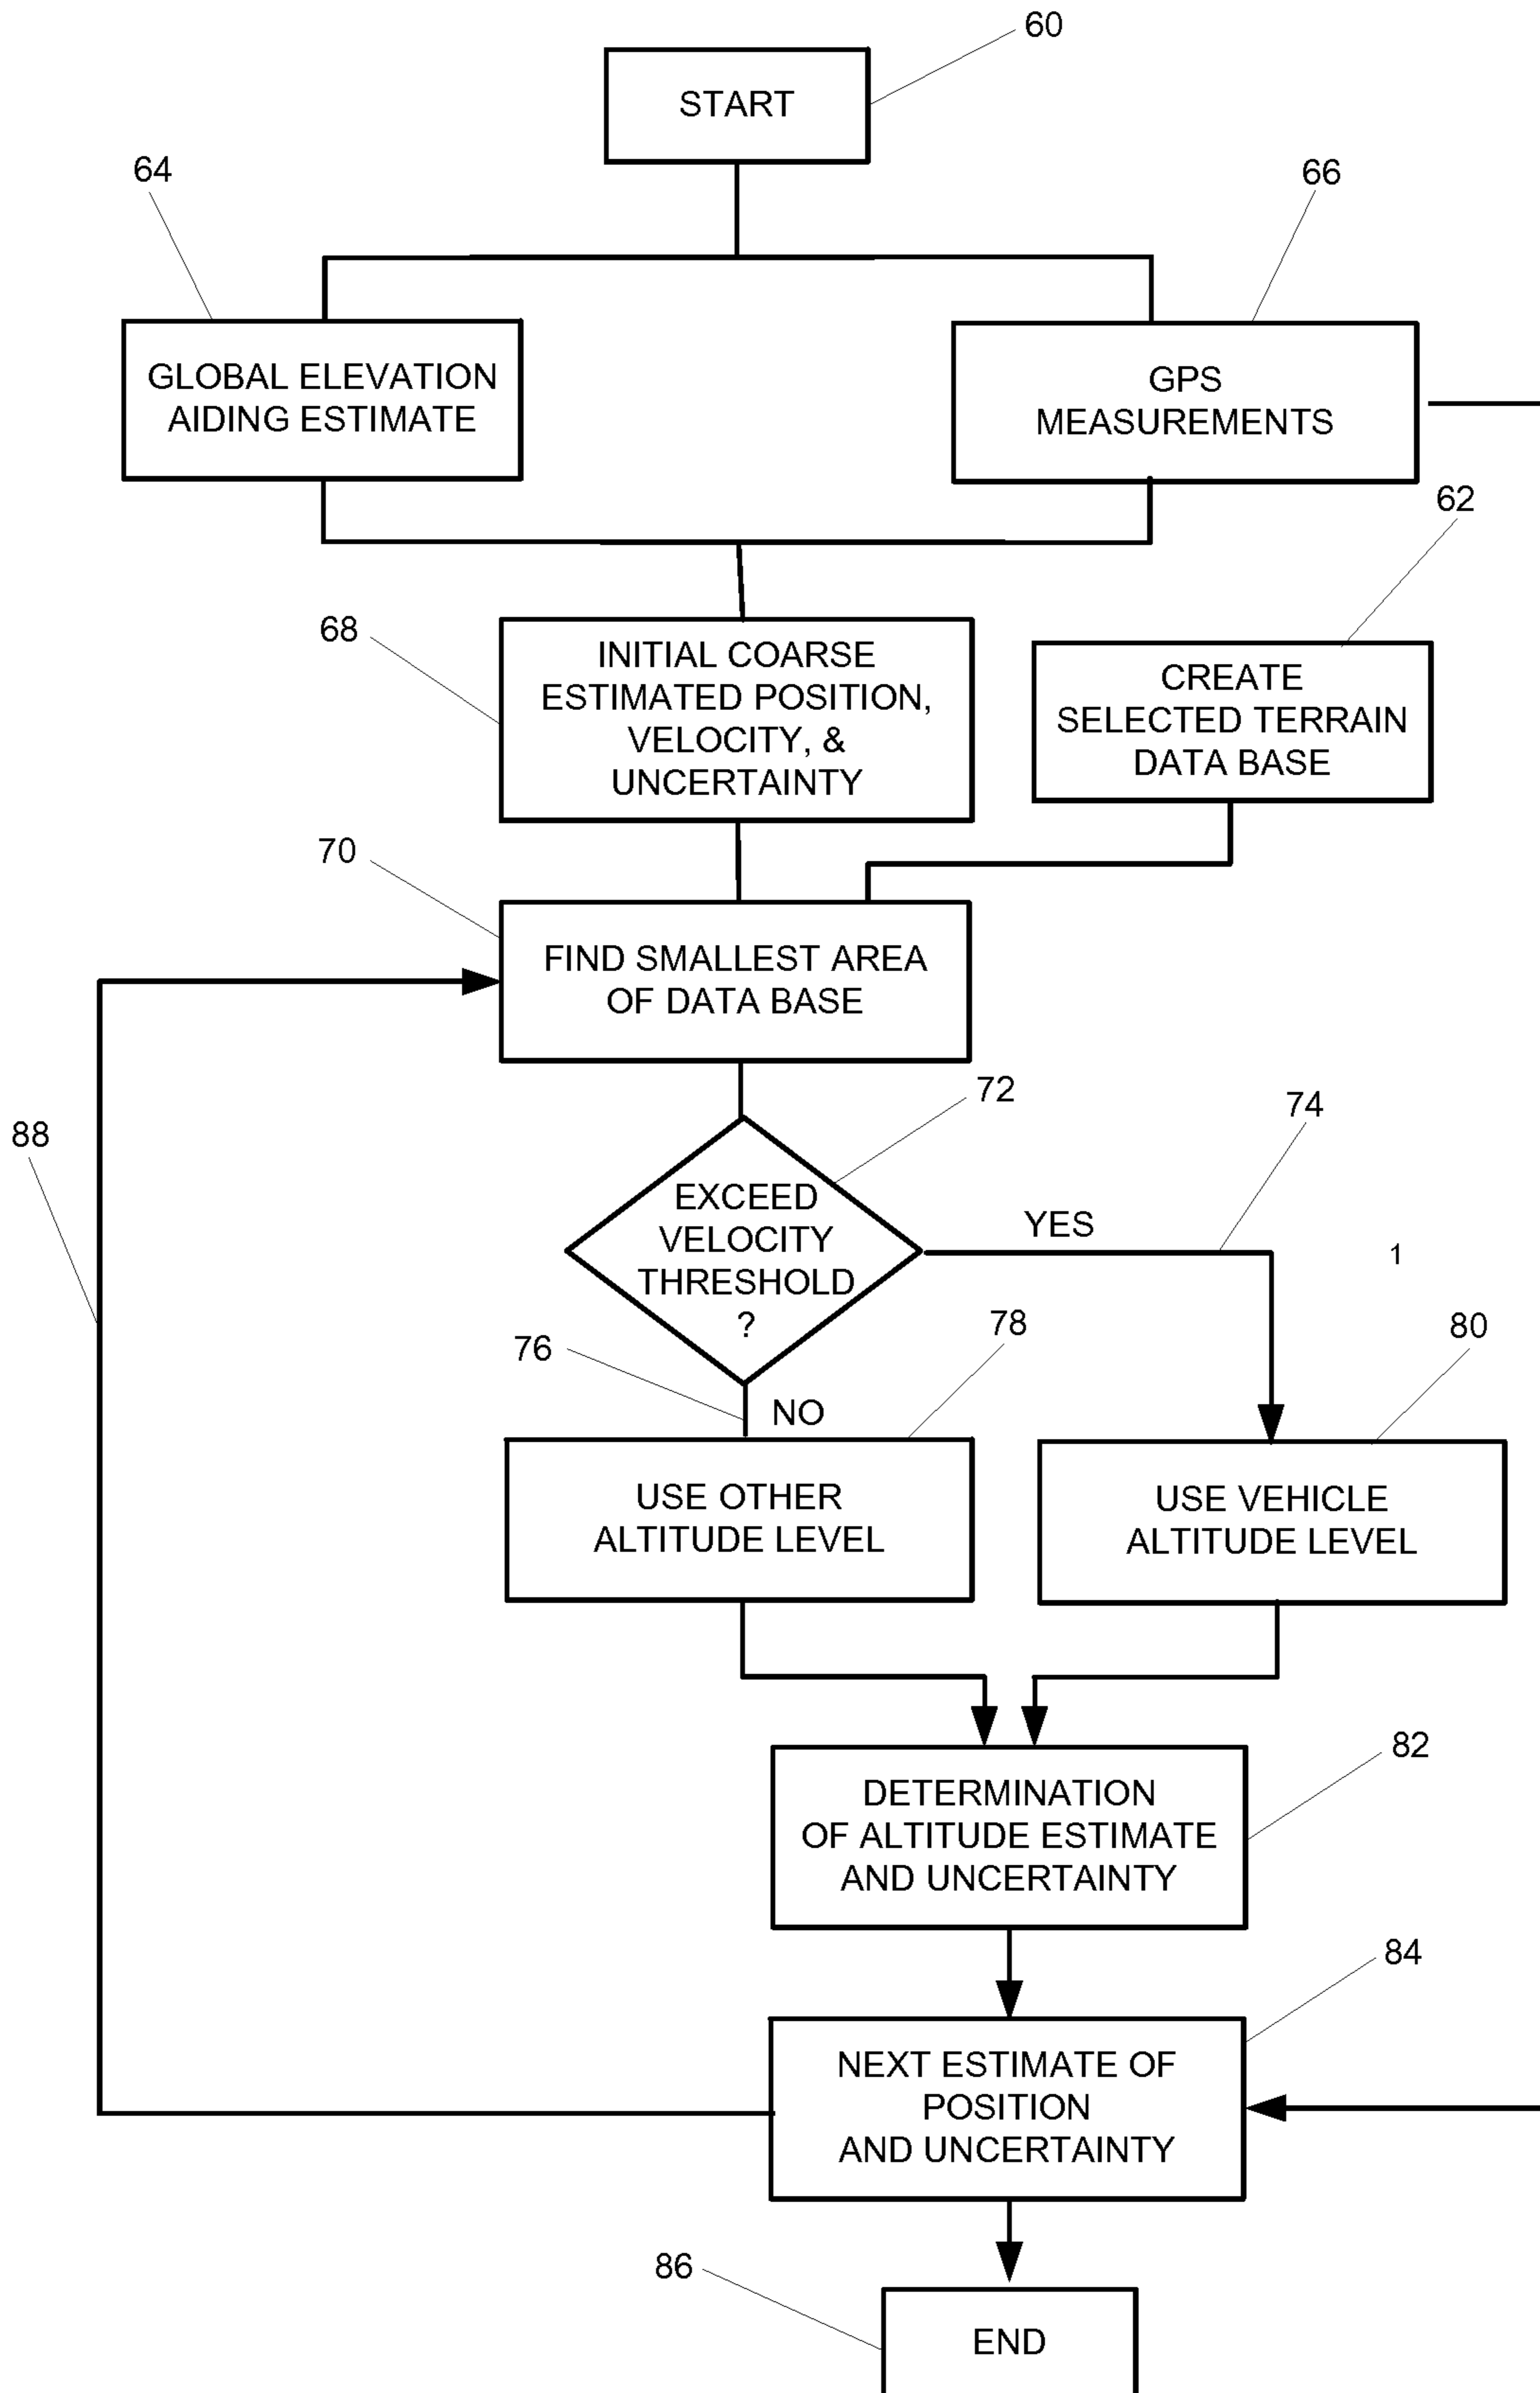 60
START
64
66
GLOBAL ELEVATION
AIDING ESTIMATE
GPS
MEASUREMENTS
62
68
INITIAL COARSE
ESTIMATED POSITION,
VELOCITY, &
UNCERTAINTY
CREATE
SELECTED TERRAIN
DATA BASE
70
FIND SMALLEST AREA
OF DATA BASE
72
74
88
EXCEED
VELOCITY
THRESHOLD
?
YES
1
76
NO
78
80
USE OTHER
ALTITUDE LEVEL
USE VEHICLE
ALTITUDE LEVEL
82
DETERMINATION
OF ALTITUDE ESTIMATE
AND UNCERTAINTY
84
NEXT ESTIMATE OF
POSITION
AND UNCERTAINTY
86
END